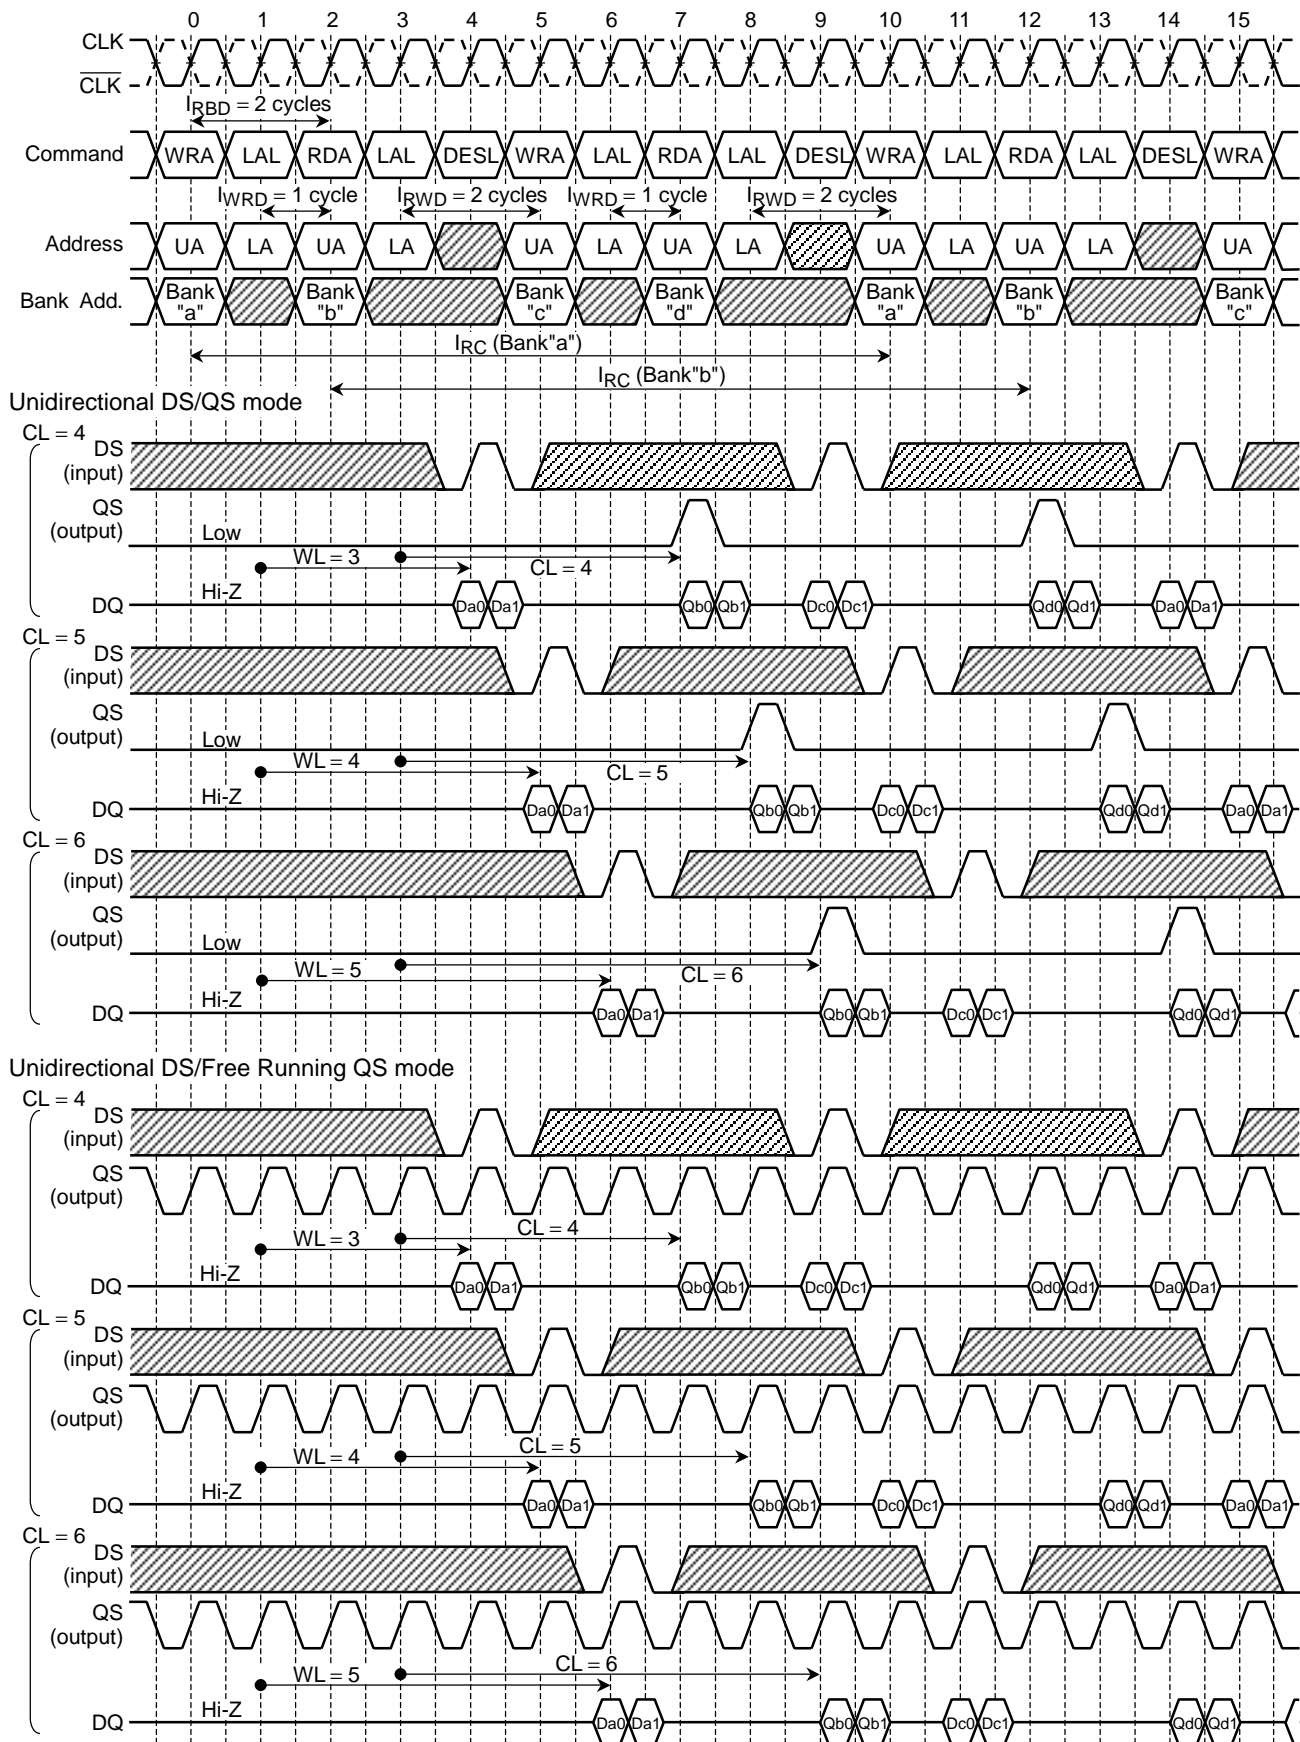 0 1 2 3 4 5 6 7 8 9 10 11 12 13 14 15
CLK
CLK
IRBD = 2 cycles
Command WRA LAL RDA LAL DESL WRA LAL RDA LAL DESL WRA LAL RDA LAL DESL WRA
IWRD = 1 cycle IRWD = 2 cycles IWRD = 1 cycle IRWD = 2 cycles
Address UA LA UA LA UA LA UA LA UA LA UA LA UA
Bank Add. Bank "a" Bank "b" Bank "c" Bank "d" Bank "a" Bank "b" Bank "c"
IRC (Bank"a")
IRC (Bank"b")
Unidirectional DS/QS mode
CL = 4
DS
(input)
QS
(output) Low
WL = 3 CL = 4
DQ Hi-Z Da0 Da1 Qb0 Qb1 Dc0 Dc1 Qd0 Qd1 Da0 Da1
CL = 5
DS
(input)
QS
(output) Low
WL = 4 CL = 5
DQ Hi-Z Da0 Da1 Qb0 Qb1 Dc0 Dc1 Qd0 Qd1 Da0 Da1
CL = 6
DS
(input)
QS
(output) Low
WL = 5 CL = 6
DQ Hi-Z Da0 Da1 Qb0 Qb1 Dc0 Dc1 Qd0 Qd1
Unidirectional DS/Free Running QS mode
CL = 4
DS
(input)
QS
(output)
WL = 3 CL = 4
DQ Hi-Z Da0 Da1 Qb0 Qb1 Dc0 Dc1 Qd0 Qd1 Da0 Da1
CL = 5
DS
(input)
QS
(output)
WL = 4 CL = 5
DQ Hi-Z Da0 Da1 Qb0 Qb1 Dc0 Dc1 Qd0 Qd1 Da0 Da1
CL = 6
DS
(input)
QS
(output)
WL = 5 CL = 6
DQ Hi-Z Da0 Da1 Qb0 Qb1 Dc0 Dc1 Qd0 Qd1